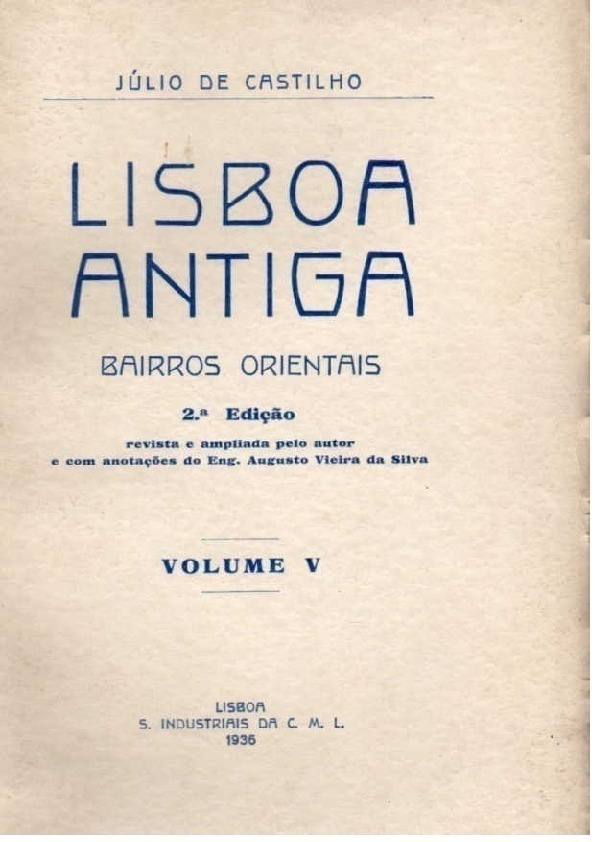 JÚLIO DE CASTILHO
LISBOA
ANTIGA
BAIRROS ORIENTAIS
2.ª Edição
revista e ampliada pelo autor
e com anotações do Eng. Augusto Vieira da Silva
VOLUME V
LISBOA
S. INDUSTRIAIS DA C. M. L.
1936